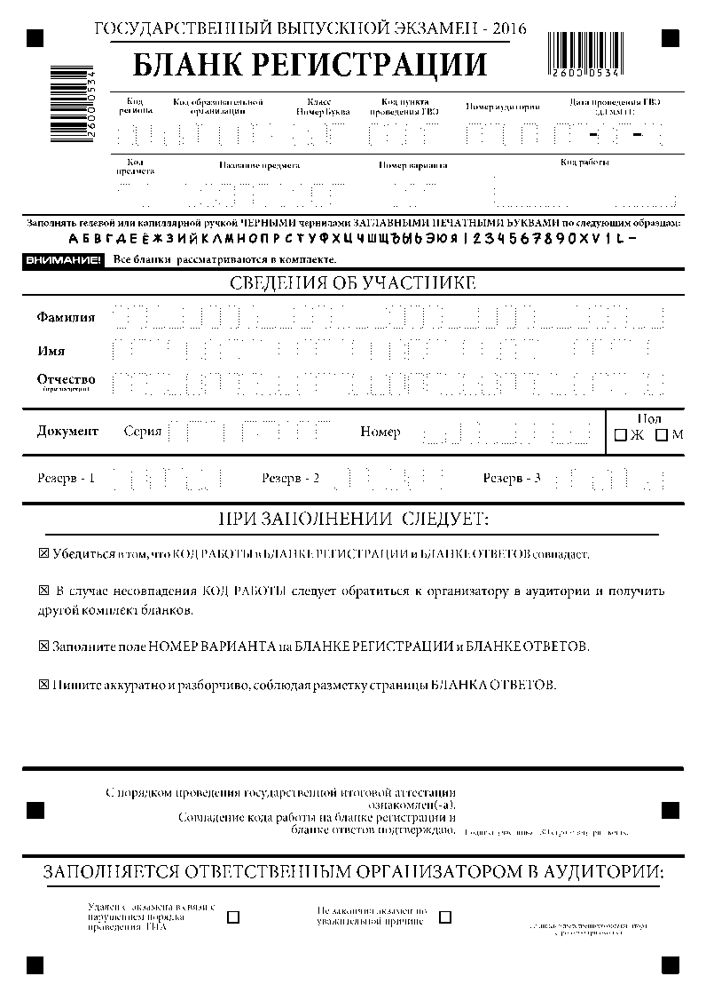 ГОСУДАРСТВЕННЫЙ ВЫПУСКНОЙ ЭКЗАМЕН - 2016
БЛАНК РЕГИСТРАЦИИ
26000534
26000534
Код региона
Код образовательной организации
Класс Номер Буква
Код пункта проведения ГВЭ
Номер аудитории
Дата проведения ГВЭ (ДД.ММ.ГГ)
Код предмета
Название предмета
Номер варианта
Код работы
Заполнять гелевой или капиллярной ручкой ЧЕРНЫМИ чернилами ЗАГЛАВНЫМИ ПЕЧАТНЫМИ БУКВАМИ по следующим образцам:
А Б В Г Д Е Ё Ж З И Й К Л М Н О П Р С Т У Ф Х Ц Ч Ш Щ Ъ Ы Ь Э Ю Я 1 2 3 4 5 6 7 8 9 0 X V I L -
ВНИМАНИЕ! Все бланки рассматриваются в комплекте.
СВЕДЕНИЯ ОБ УЧАСТНИКЕ
Фамилия
Имя
Отчество
(при наличии)
Документ Серия Номер
Пол
Ж М
Резерв - 1 Резерв - 2 Резерв - 3
ПРИ ЗАПОЛНЕНИИ СЛЕДУЕТ:
☒ Убедиться в том, что КОД РАБОТЫ в БЛАНКЕ РЕГИСТРАЦИИ и БЛАНКЕ ОТВЕТОВ совпадает.
☒ В случае несовпадения КОД РАБОТЫ следует обратиться к организатору в аудитории и получить
другой комплект бланков.
☒ Заполните поле НОМЕР ВАРИАНТА на БЛАНКЕ РЕГИСТРАЦИИ и БЛАНКЕ ОТВЕТОВ.
☒ Пишите аккуратно и разборчиво, соблюдая разметку страницы БЛАНКА ОТВЕТОВ.
С порядком проведения государственной итоговой аттестации
ознакомлен(-а).
Совпадение кода работы на бланке регистрации и
бланке ответов подтверждаю.
Подпись участника ГВЭ строго внутри окошка
ЗАПОЛНЯЕТСЯ ОТВЕТСТВЕННЫМ ОРГАНИЗАТОРОМ В АУДИТОРИИ:
Удален с экзамена в связи с
нарушением порядка
проведения ГИА
Не закончил экзамен по
уважительной причине